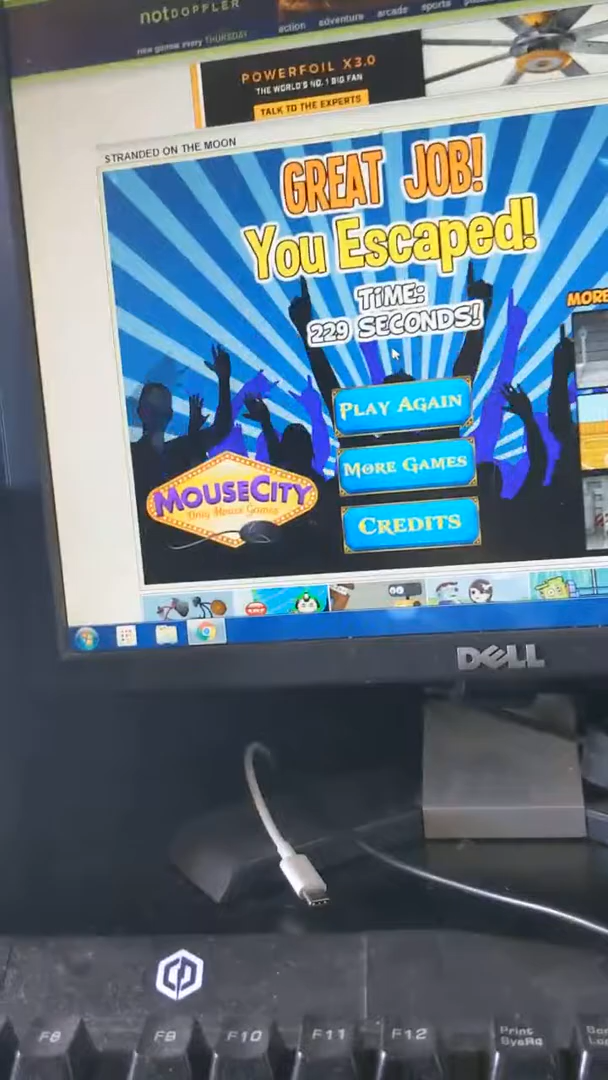 notDOPPLER
new games every THURSDAY
action adventure arcade sports
POWERFOIL X3.0
THE WORLD'S NO. 1 BIG FAN
TALK TO THE EXPERTS
STRANDED ON THE MOON
GREAT JOB!
You Escaped!
TIME:
229 SECONDS!
MORE
PLAY AGAIN
MORE GAMES
CREDITS
MOUSECITY
Only Mouse Games
DELL
F8 F9 F10 F11 F12 Print
SysRq